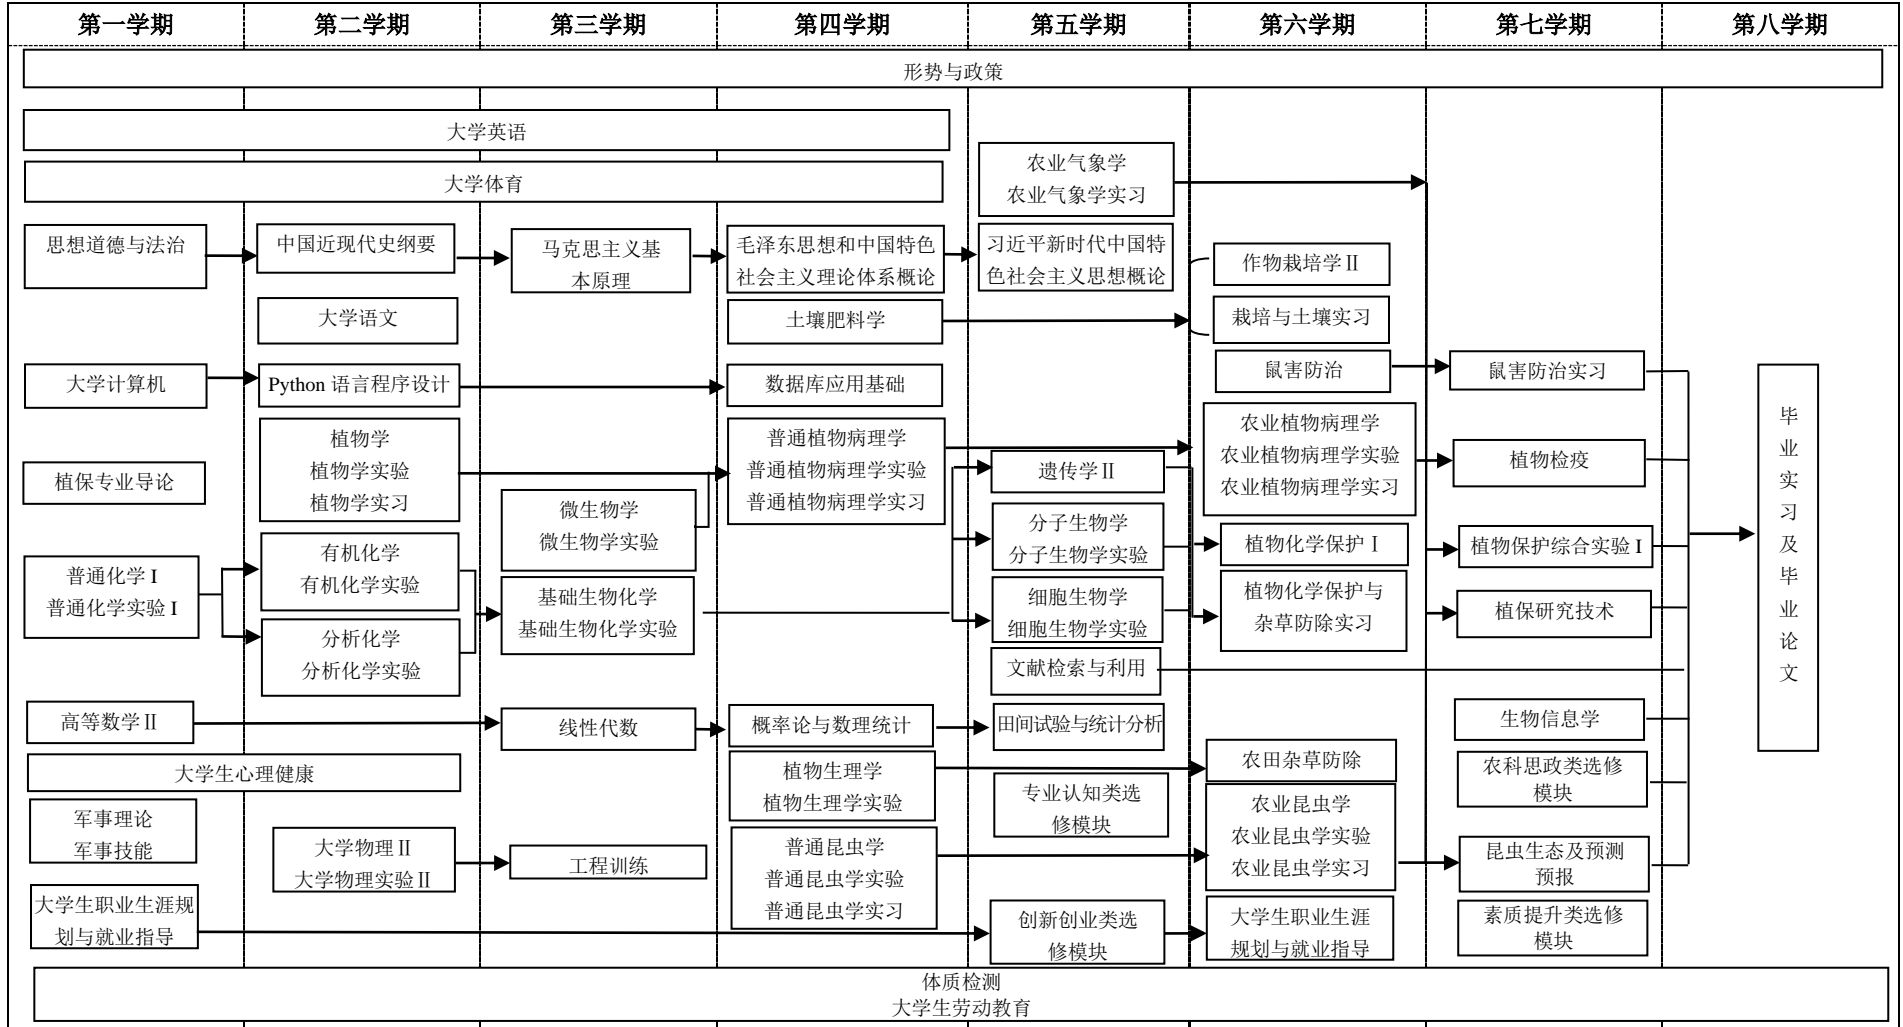 第一学期
第二学期
第三学期
第四学期
第五学期
第六学期
第七学期
第八学期
形势与政策
大学英语
大学体育
思想道德与法治
大学计算机
植保专业导论
普通化学 I
普通化学实验 I
高等数学Ⅱ
大学生心理健康
军事理论
军事技能
大学生职业生涯规
划与就业指导
中国近现代史纲要
大学语文
Python 语言程序设计
植物学
植物学实验
植物学实习
有机化学
有机化学实验
分析化学
分析化学实验
大学物理Ⅱ
大学物理实验Ⅱ
马克思主义基
本原理
微生物学
微生物学实验
基础生物化学
基础生物化学实验
线性代数
工程训练
毛泽东思想和中国特色
社会主义理论体系概论
土壤肥料学
数据库应用基础
普通植物病理学
普通植物病理学实验
普通植物病理学实习
概率论与数理统计
植物生理学
植物生理学实验
普通昆虫学
普通昆虫学实验
普通昆虫学实习
农业气象学
农业气象学实习
习近平新时代中国特
色社会主义思想概论
遗传学Ⅱ
分子生物学
分子生物学实验
细胞生物学
细胞生物学实验
文献检索与利用
田间试验与统计分析
专业认知类选
修模块
创新创业类选
修模块
作物栽培学Ⅱ
栽培与土壤实习
鼠害防治
农业植物病理学
农业植物病理学实验
农业植物病理学实习
植物化学保护Ⅰ
植物化学保护与
杂草防除实习
农田杂草防除
农业昆虫学
农业昆虫学实验
农业昆虫学实习
大学生职业生涯
规划与就业指导
鼠害防治实习
植物检疫
植物保护综合实验 I
植保研究技术
生物信息学
农科思政类选修
模块
昆虫生态及预测
预报
素质提升类选修
模块
毕业实习及毕业论文
体质检测
大学生劳动教育